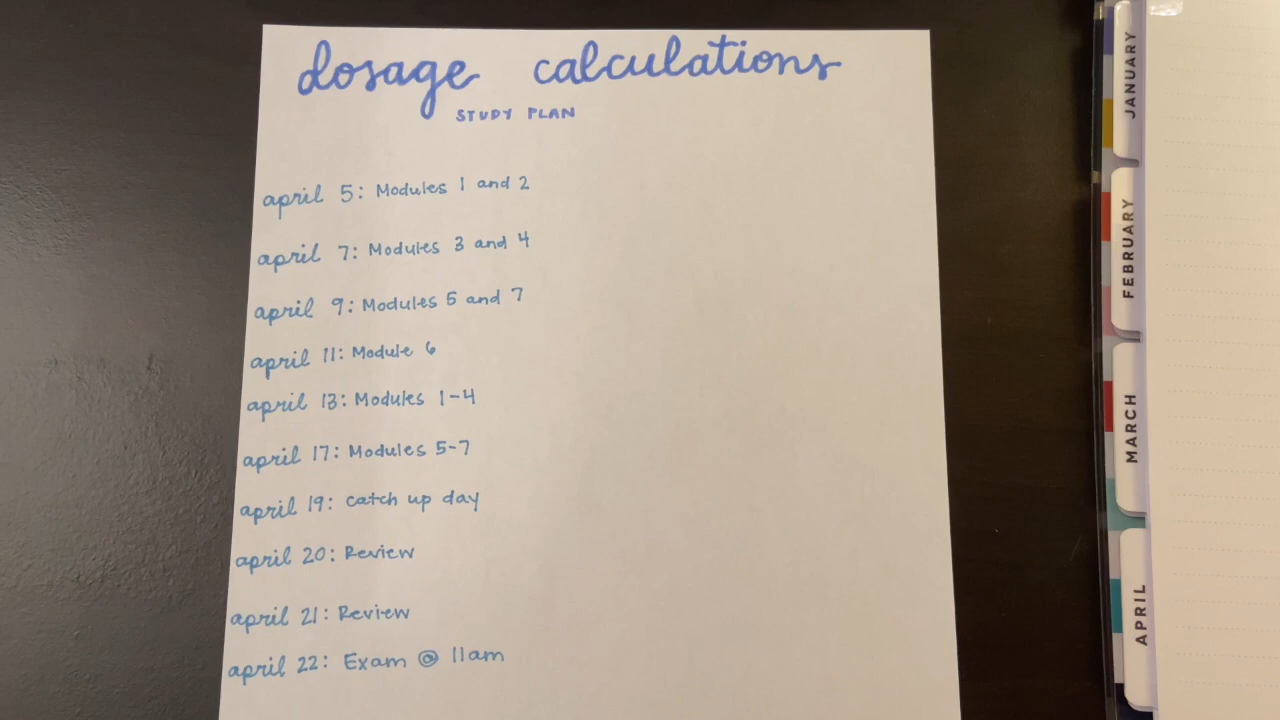 dosage calculations
STUDY PLAN
april 5: Modules 1 and 2
april 7: Modules 3 and 4
april 9: Modules 5 and 7
april 11: Module 6
april 13: Modules 1-4
april 17: Modules 5-7
april 19: catch up day
april 20: Review
april 21: Review
april 22: Exam @ 11am
JANUARY
FEBRUARY
MARCH
APRIL